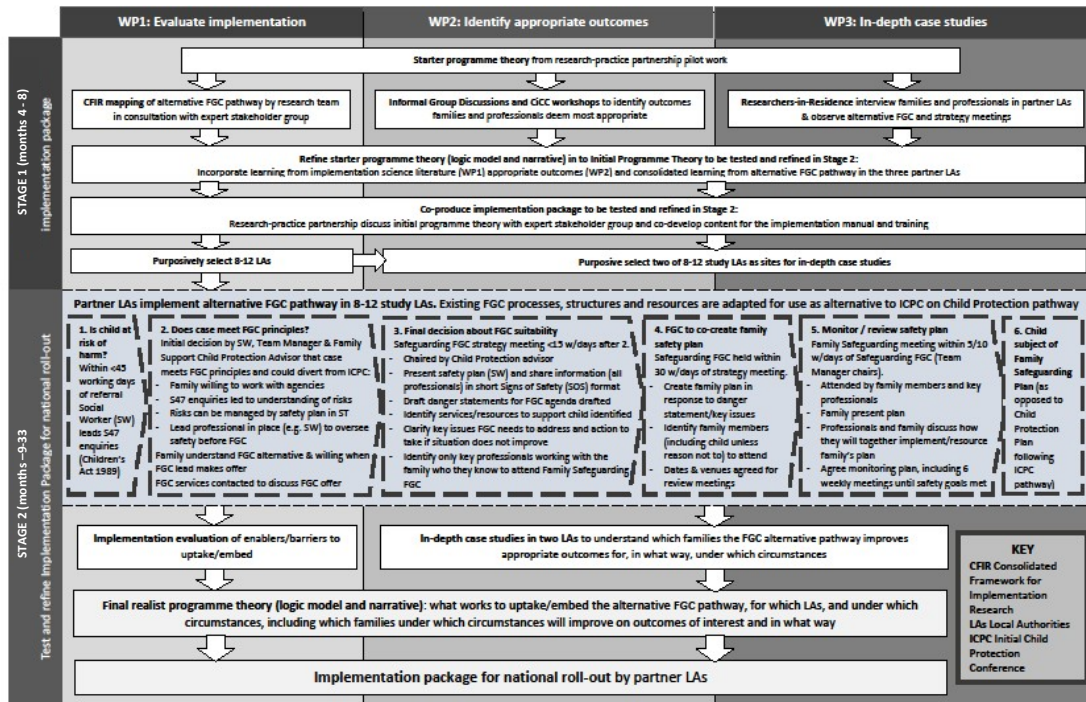 WP1: Evaluate implementation
WP2: Identify appropriate outcomes
WP3: In-depth case studies
STAGE 1 (months 4 - 8)
implementation package
Starter programme theory from research-practice partnership pilot work
CFIR mapping of alternative FGC pathway by research team
in consultation with expert stakeholder group
Informal Group Discussions and CiCC workshops to identify outcomes
families and professionals deem most appropriate
Researchers-in-Residence interview families and professionals in partner LAs
& observe alternative FGC and strategy meetings
Refine starter programme theory (logic model and narrative) in to Initial Programme Theory to be tested and refined in Stage 2:
Incorporate learning from implementation science literature (WP1) appropriate outcomes (WP2) and consolidated learning from alternative FGC pathway in the three partner LAs
Co-produce implementation package to be tested and refined in Stage 2:
Research-practice partnership discuss initial programme theory with expert stakeholder group and co-develop content for the implementation manual and training
Purposively select 8-12 LAs
Purposive select two of 8-12 study LAs as sites for in-depth case studies
STAGE 2 (months –9-33)
Test and refine Implementation Package for national roll-out
Partner LAs implement alternative FGC pathway in 8-12 study LAs. Existing FGC processes, structures and resources are adapted for use as alternative to ICPC on Child Protection pathway
1. Is child at
risk of
harm?
Within <45
working days
of referral
Social
Worker (SW)
leads S47
enquiries
(Children's
Act 1989)
2. Does case meet FGC principles?
Initial decision by SW, Team Manager & Family
Support Child Protection Advisor that case
meets FGC principles and could divert from ICPC:
- Family willing to work with agencies
- S47 enquiries led to understanding of risks
- Risks can be managed by safety plan in ST
- Lead professional in place (e.g. SW) to oversee
safety before FGC
Family understand FGC alternative & willing when
FGC lead makes offer
FGC services contacted to discuss FGC offer
3. Final decision about FGC suitability
Safeguarding FGC strategy meeting <15 w/days after 2.
- Chaired by Child Protection advisor
- Present safety plan (SW) and share information (all
professionals) in short Signs of Safety (SOS) format
- Draft danger statements for FGC agenda drafted
- Identify services/resources to support child identified
- Clarify key issues FGC needs to address and action to
take if situation does not improve
- Identify only key professionals working with the
family who they know to attend Family Safeguarding
FGC
4. FGC to co-create family
safety plan
Safeguarding FGC held within
30 w/days of strategy meeting.
- Create family plan in
response to danger
statement/key issues
- Identify family members
(including child unless
reason not to) to attend
- Dates & venues agreed for
review meetings
5. Monitor / review safety plan
Family Safeguarding meeting within 5/10
w/days of Safeguarding FGC (Team
Manager chairs).
- Attended by family members and key
professionals
- Family present plan
- Professionals and family discuss how
they will together implement/resource
family's plan
- Agree monitoring plan, including 6
weekly meetings until safety goals met
6. Child
subject of
Family
Safeguarding
Plan (as
opposed to
Child
Protection
Plan
following
ICPC
pathway)
Implementation evaluation of enablers/barriers to
uptake/embed
In-depth case studies in two LAs to understand which families the FGC alternative pathway improves
appropriate outcomes for, in what way, under which circumstances
Final realist programme theory (logic model and narrative): what works to uptake/embed the alternative FGC pathway, for which LAs, and under which
circumstances, including which families under which circumstances will improve on outcomes of interest and in what way
Implementation package for national roll-out by partner LAs
KEY
CFIR Consolidated
Framework for
Implementation
Research
LAs Local Authorities
ICPC Initial Child
Protection
Conference